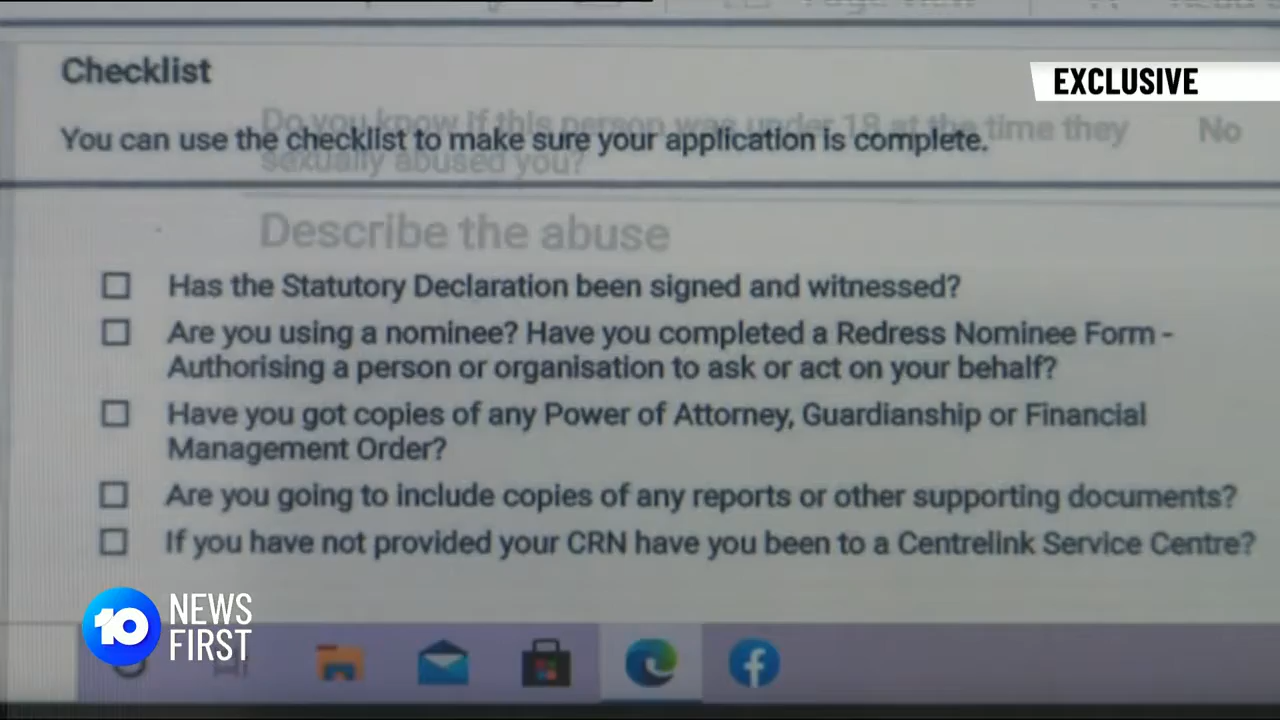 Checklist
EXCLUSIVE
Do you know if this person was under 18 at the time they No
You can use the checklist to make sure your application is complete.
sexually abused you?
Describe the abuse
Has the Statutory Declaration been signed and witnessed?
Are you using a nominee? Have you completed a Redress Nominee Form -
Authorising a person or organisation to ask or act on your behalf?
Have you got copies of any Power of Attorney, Guardianship or Financial
Management Order?
Are you going to include copies of any reports or other supporting documents?
If you have not provided your CRN have you been to a Centrelink Service Centre?
10 NEWS
FIRST